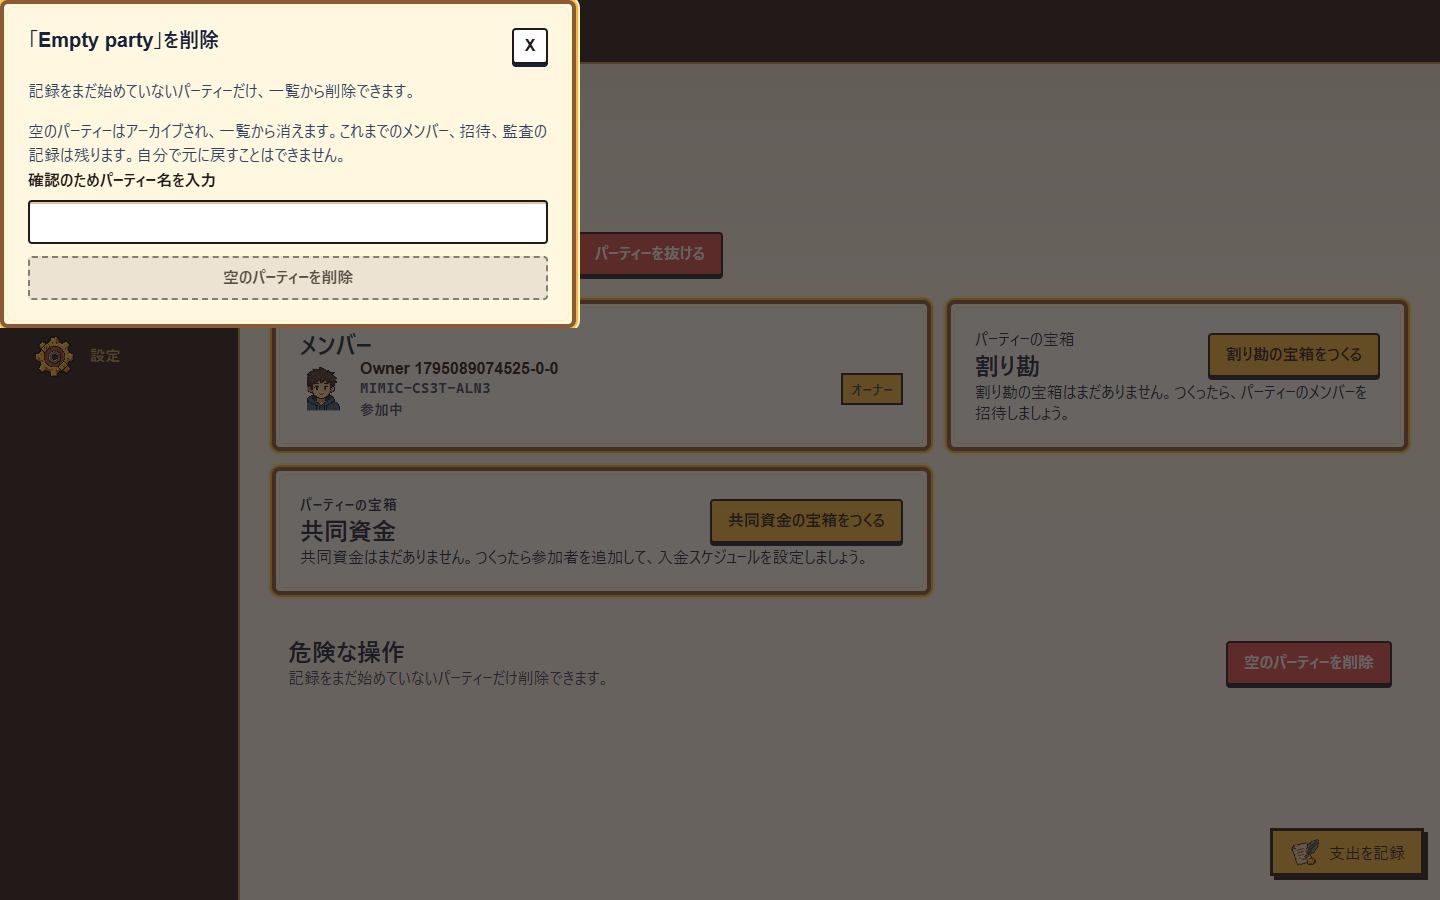 「Empty party」を削除
X
記録をまだ始めていないパーティーだけ、一覧から削除できます。
空のパーティーはアーカイブされ、一覧から消えます。これまでのメンバー、招待、監査の
記録は残ります。自分で元に戻すことはできません。
確認のためパーティー名を入力
空のパーティーを削除
パーティーを抜ける
設定
メンバー
Owner 1795089074525-0-0
MIMIC-CS3T-ALN3
参加中
オーナー
パーティーの宝箱
割り勘
割り勘の宝箱をつくる
割り勘の宝箱はまだありません。つくったら、パーティーのメンバーを
招待しましょう。
パーティーの宝箱
共同資金
共同資金の宝箱をつくる
共同資金はまだありません。つくったら参加者を追加して、入金スケジュールを設定しましょう。
危険な操作
記録をまだ始めていないパーティーだけ削除できます。
空のパーティーを削除
支出を記録